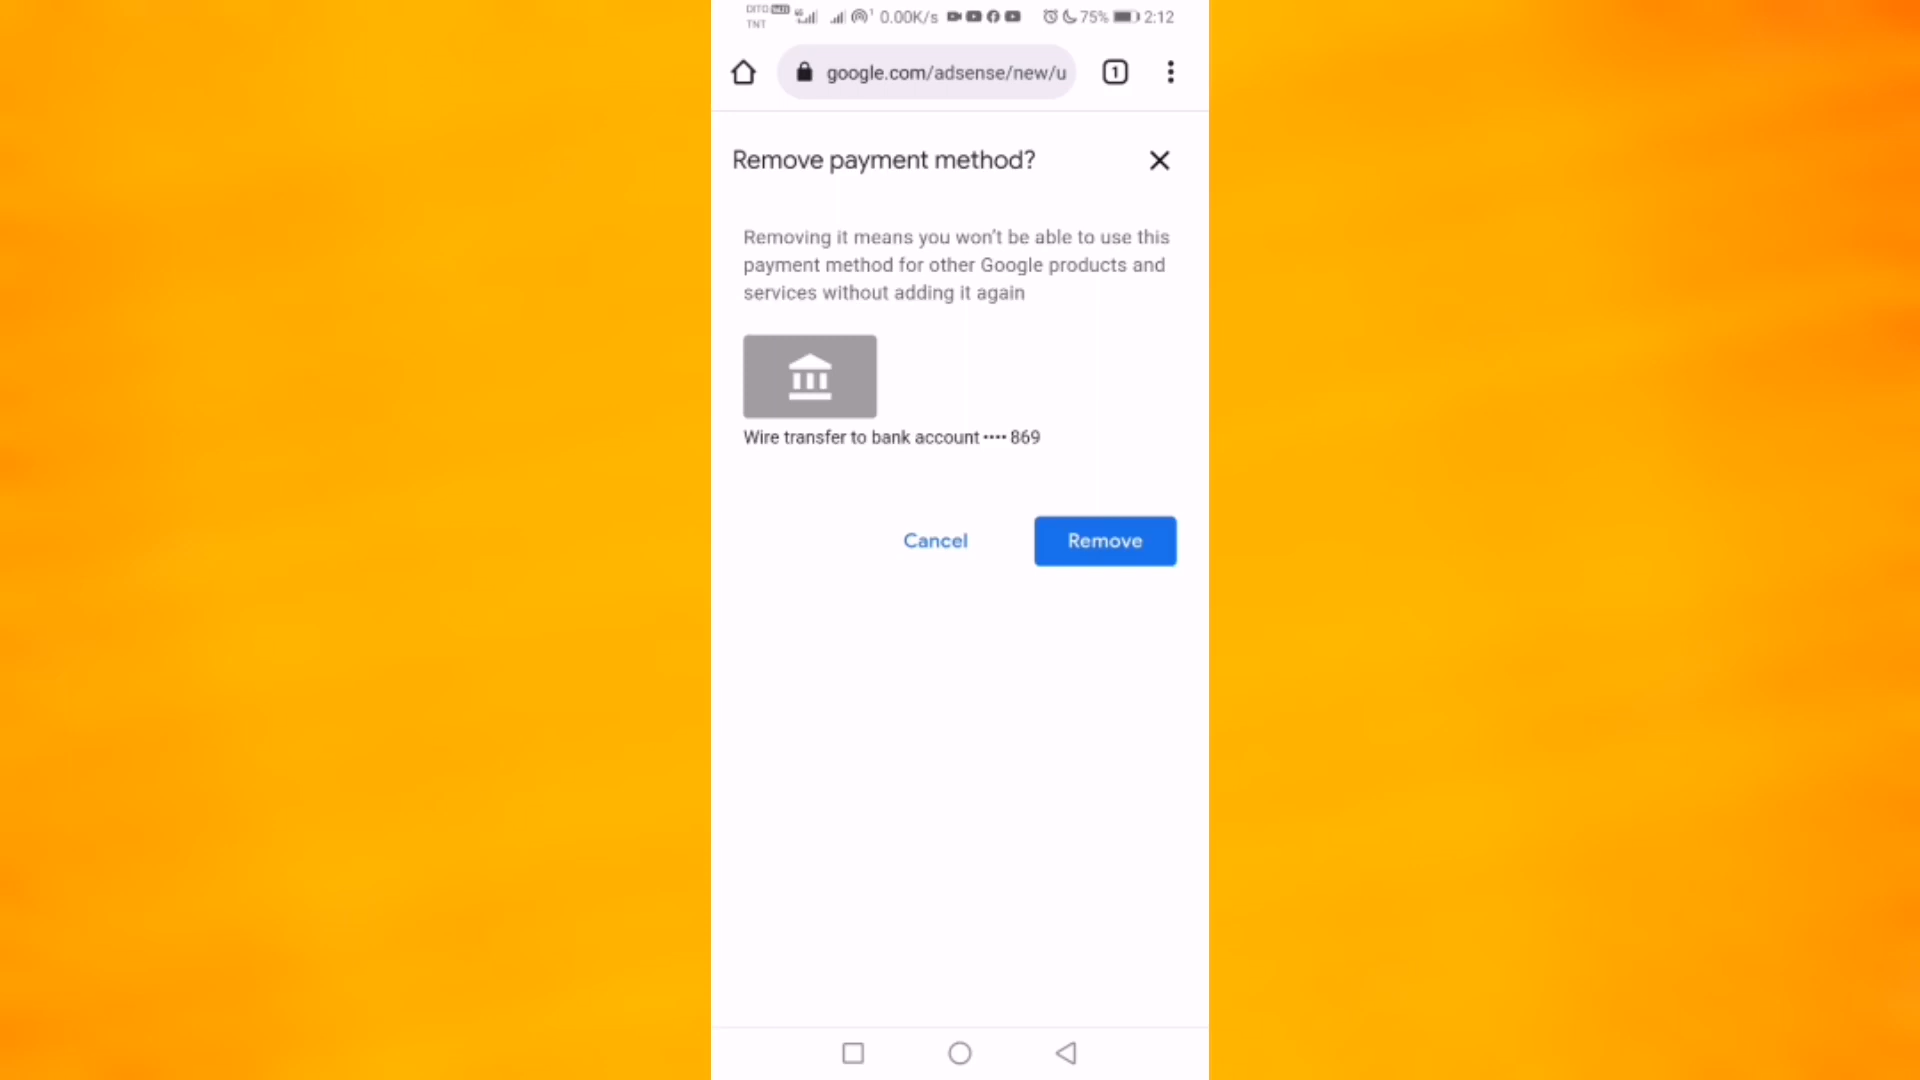 DITO
TNT
0.00K/s
75%
2:12
google.com/adsense/new/u
1
Remove payment method?
Removing it means you won't be able to use this
payment method for other Google products and
services without adding it again
Wire transfer to bank account •••• 869
Cancel
Remove